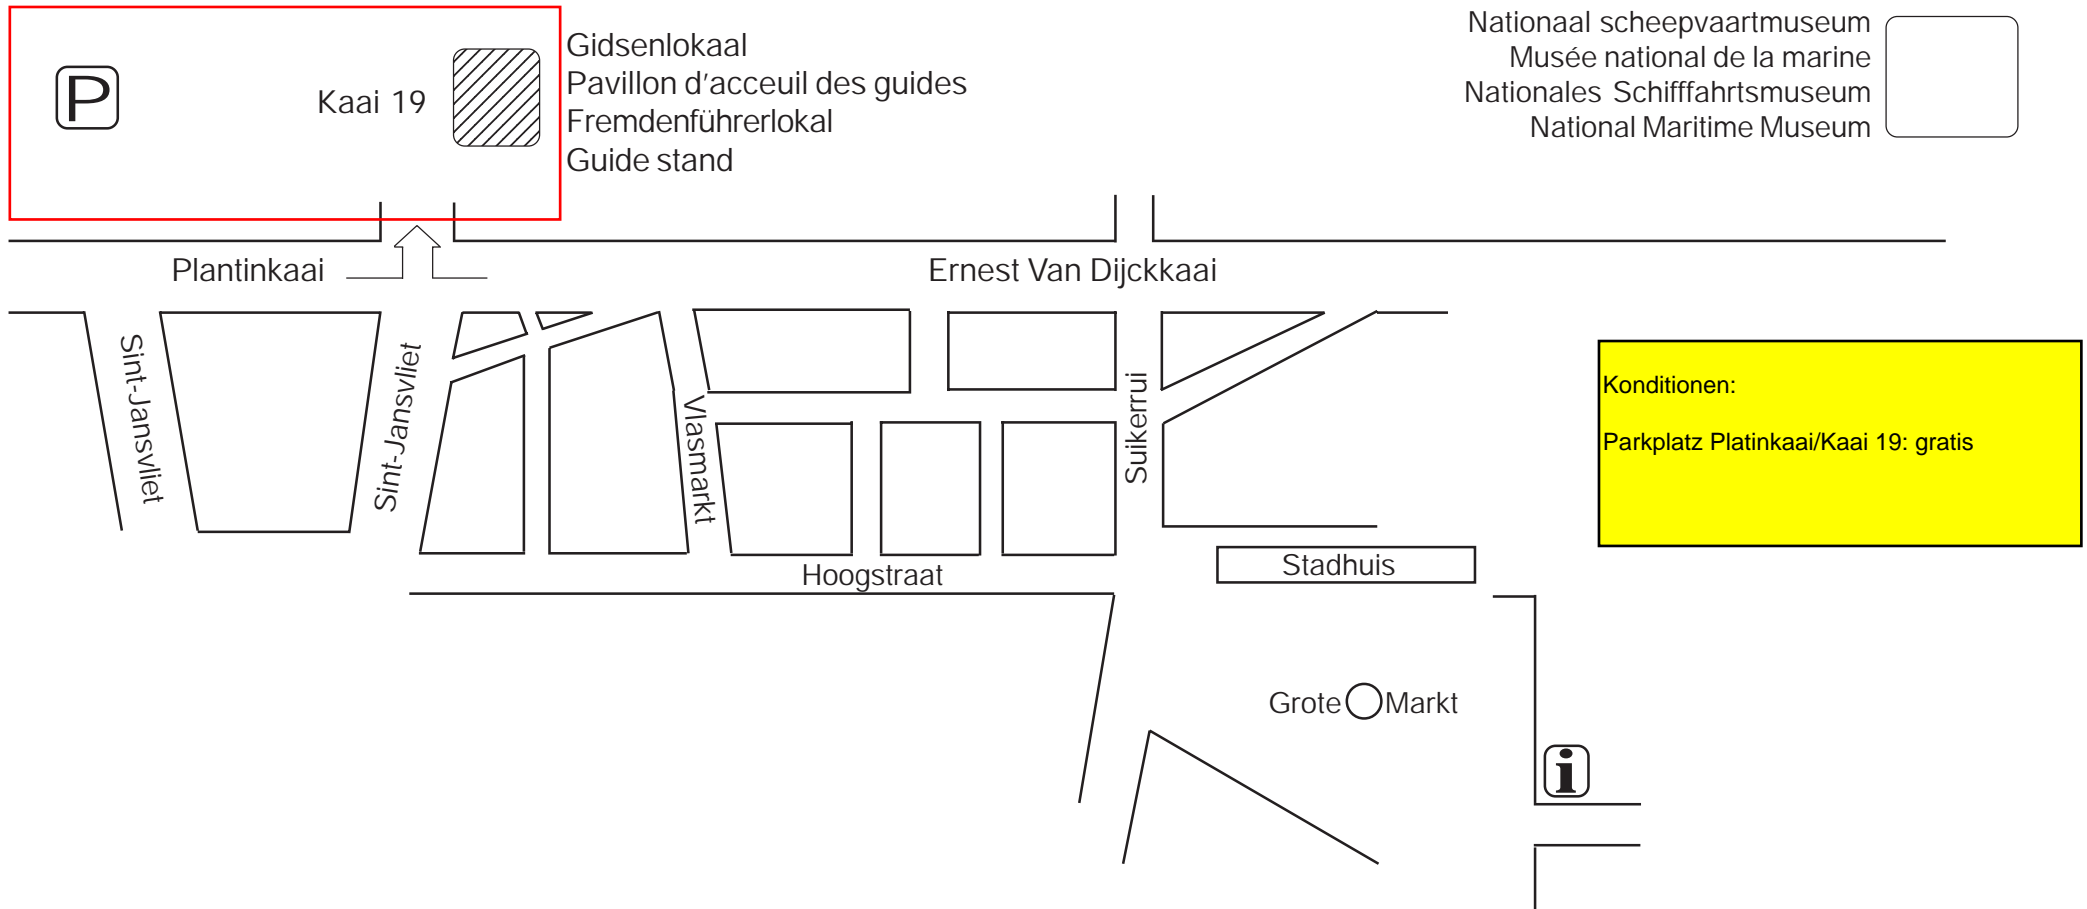 P
Kaai 19
Gidsenlokaal
Pavillon d'acceuil des guides
Fremdenführerlokal
Guide stand
Nationaal scheepvaartmuseum
Musée national de la marine
Nationales Schifffahrtsmuseum
National Maritime Museum
Plantinkaai
Ernest Van Dijckkaai
Sint-Jansvliet
Sint-Jansvliet
Vlasmarkt
Suikerrui
Konditionen:
Parkplatz Platinkaai/Kaai 19: gratis
Hoogstraat
Stadhuis
Grote Markt
i